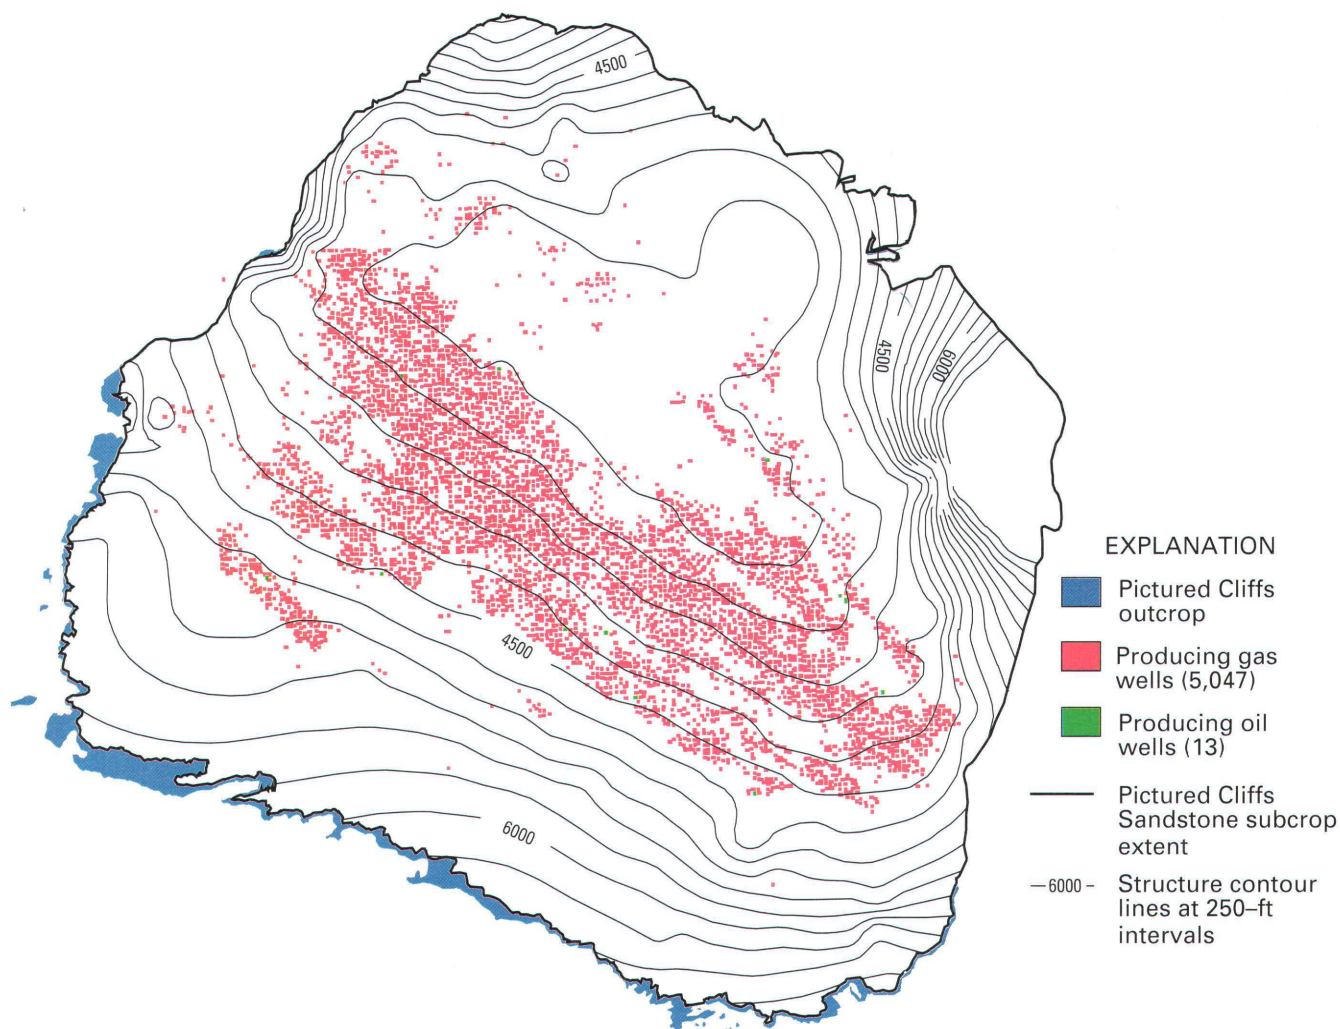 4500
4500
6000
4500
6000
EXPLANATION
Pictured Cliffs
outcrop
Producing gas
wells (5,047)
Producing oil
wells (13)
Pictured Cliffs
Sandstone subcrop
extent
—6000 – Structure contour
lines at 250–ft
intervals